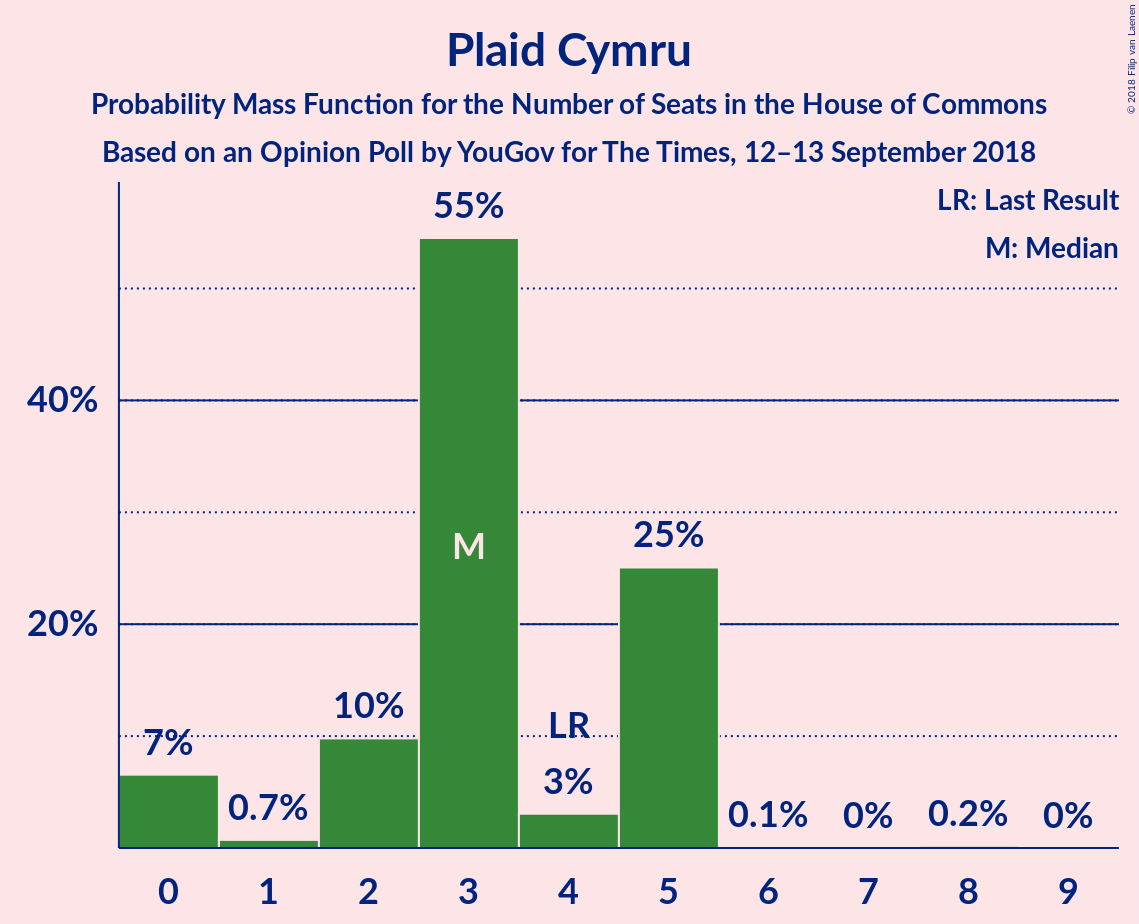 Plaid Cymru
Probability Mass Function for the Number of Seats in the House of Commons
Based on an Opinion Poll by YouGov for The Times, 12–13 September 2018
© 2018 Filip van Laenen
LR: Last Result
M: Median
55%
40%
M
25%
20%
10%
LR
7%
3%
0.7%
0.1%
0%
0.2%
0%
0 1 2 3 4 5 6 7 8 9